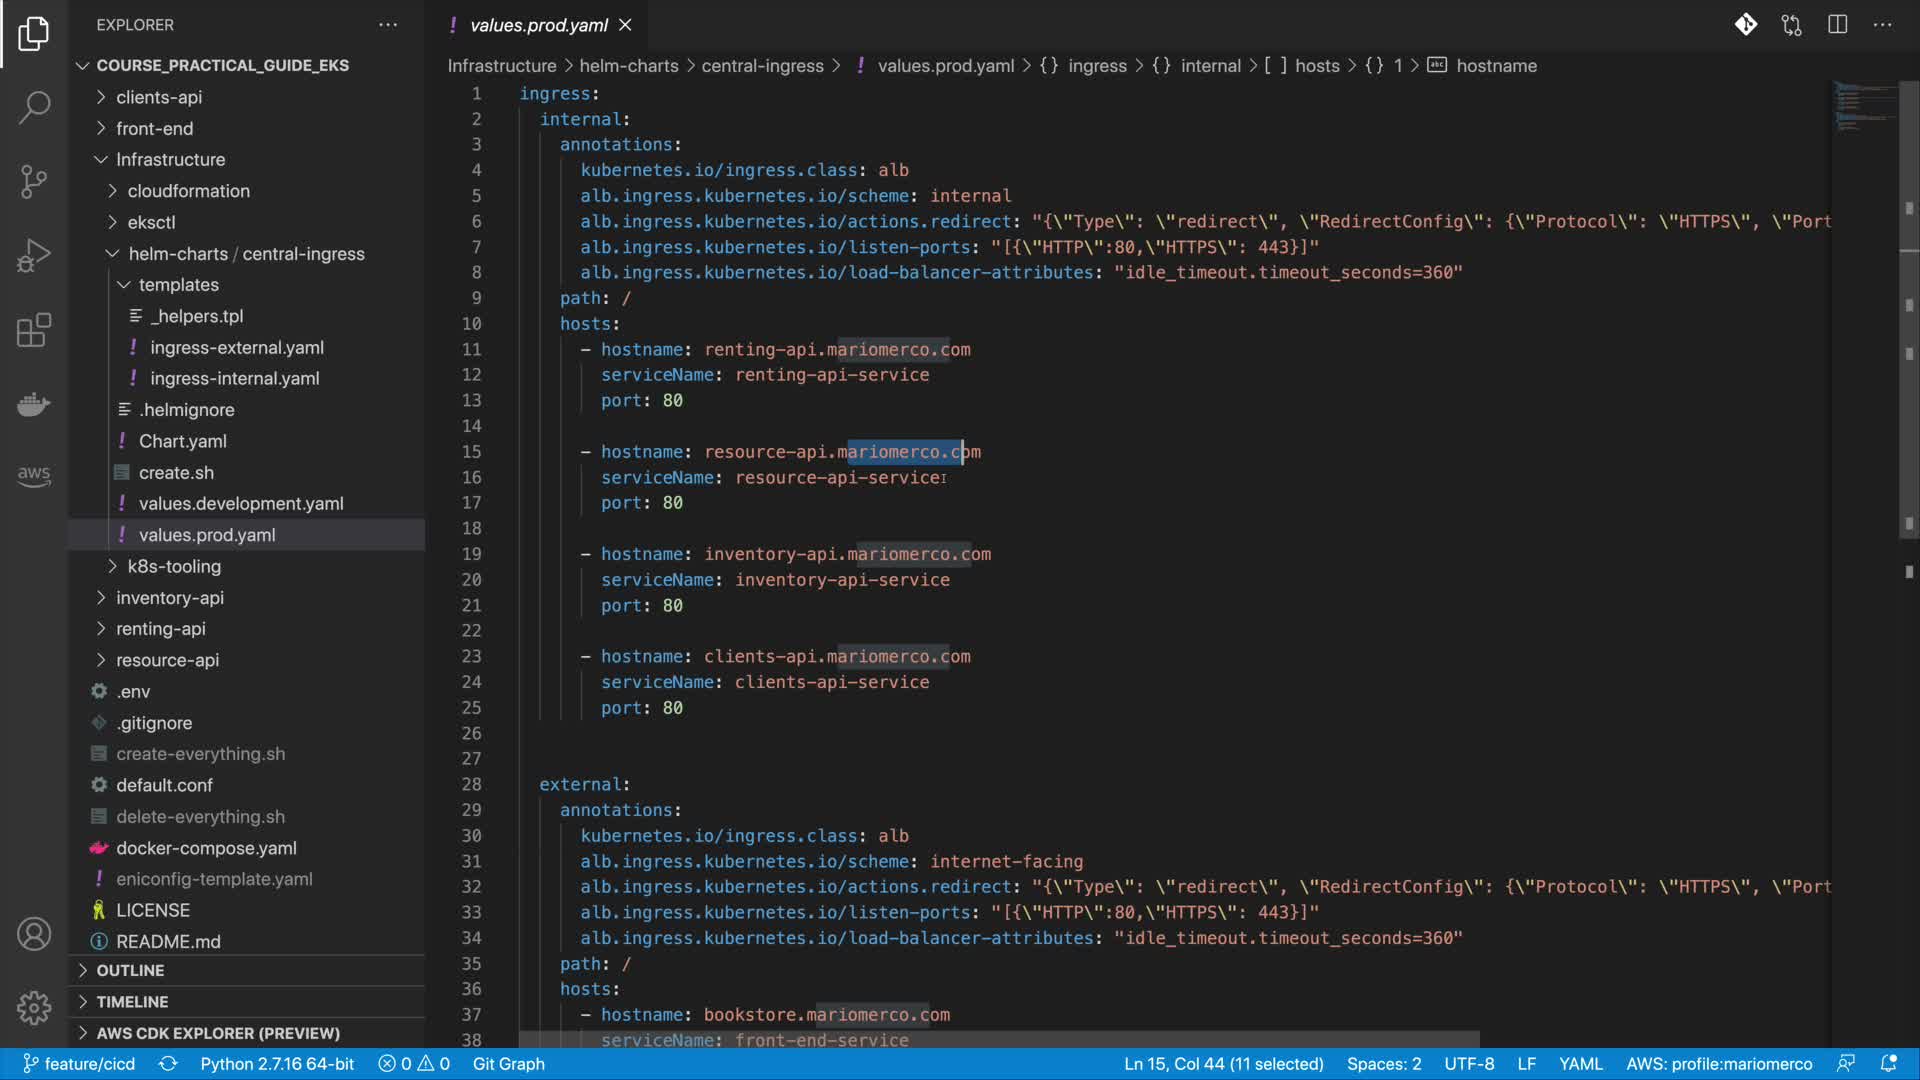 EXPLORER
COURSE_PRACTICAL_GUIDE_EKS
clients-api
front-end
Infrastructure
cloudformation
eksctl
helm-charts / central-ingress
templates
_helpers.tpl
ingress-external.yaml
ingress-internal.yaml
.helmignore
Chart.yaml
create.sh
values.development.yaml
values.prod.yaml
k8s-tooling
inventory-api
renting-api
resource-api
.env
.gitignore
create-everything.sh
default.conf
delete-everything.sh
docker-compose.yaml
eniconfig-template.yaml
LICENSE
README.md
OUTLINE
TIMELINE
AWS CDK EXPLORER (PREVIEW)
aws
! values.prod.yaml
Infrastructure > helm-charts > central-ingress > ! values.prod.yaml > {} ingress > {} internal > [ ] hosts > {} 1 > abc hostname
1 ingress:
2 internal:
3 annotations:
4 kubernetes.io/ingress.class: alb
5 alb.ingress.kubernetes.io/scheme: internal
6 alb.ingress.kubernetes.io/actions.redirect: "{\"Type\": \"redirect\", \"RedirectConfig\": {\"Protocol\": \"HTTPS\", \"Port
7 alb.ingress.kubernetes.io/listen-ports: "[{\"HTTP\":80,\"HTTPS\": 443}]"
8 alb.ingress.kubernetes.io/load-balancer-attributes: "idle_timeout.timeout_seconds=360"
9 path: /
10 hosts:
11 - hostname: renting-api.mariomerco.com
12 serviceName: renting-api-service
13 port: 80
14
15 - hostname: resource-api.mariomerco.com
16 serviceName: resource-api-service
17 port: 80
18
19 - hostname: inventory-api.mariomerco.com
20 serviceName: inventory-api-service
21 port: 80
22
23 - hostname: clients-api.mariomerco.com
24 serviceName: clients-api-service
25 port: 80
26
27
28 external:
29 annotations:
30 kubernetes.io/ingress.class: alb
31 alb.ingress.kubernetes.io/scheme: internet-facing
32 alb.ingress.kubernetes.io/actions.redirect: "{\"Type\": \"redirect\", \"RedirectConfig\": {\"Protocol\": \"HTTPS\", \"Port
33 alb.ingress.kubernetes.io/listen-ports: "[{\"HTTP\":80,\"HTTPS\": 443}]"
34 alb.ingress.kubernetes.io/load-balancer-attributes: "idle_timeout.timeout_seconds=360"
35 path: /
36 hosts:
37 - hostname: bookstore.mariomerco.com
38 serviceName: front-end-service
feature/cicd Python 2.7.16 64-bit 0 0 Git Graph Ln 15, Col 44 (11 selected) Spaces: 2 UTF-8 LF YAML AWS: profile:mariomerco